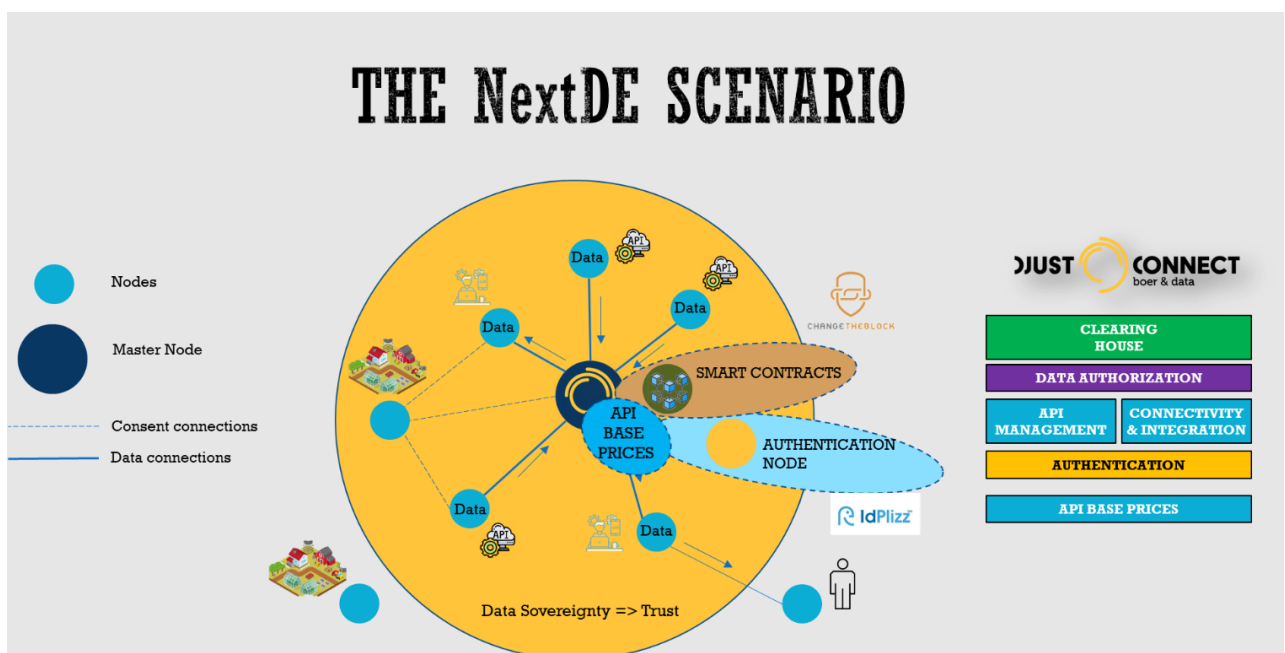 THE NextDE SCENARIO
Nodes
Master Node
Consent connections
Data connections
Data
API
Data
API
Data
Data
API
Data
SMART CONTRACTS
API
BASE
PRICES
AUTHENTICATION
NODE
Data Sovereignty => Trust
CHANGETHEBLOCK
IdPlizz
DJUST CONNECT
boer & data
CLEARING
HOUSE
DATA AUTHORIZATION
API
MANAGEMENT
CONNECTIVITY
& INTEGRATION
AUTHENTICATION
API BASE PRICES